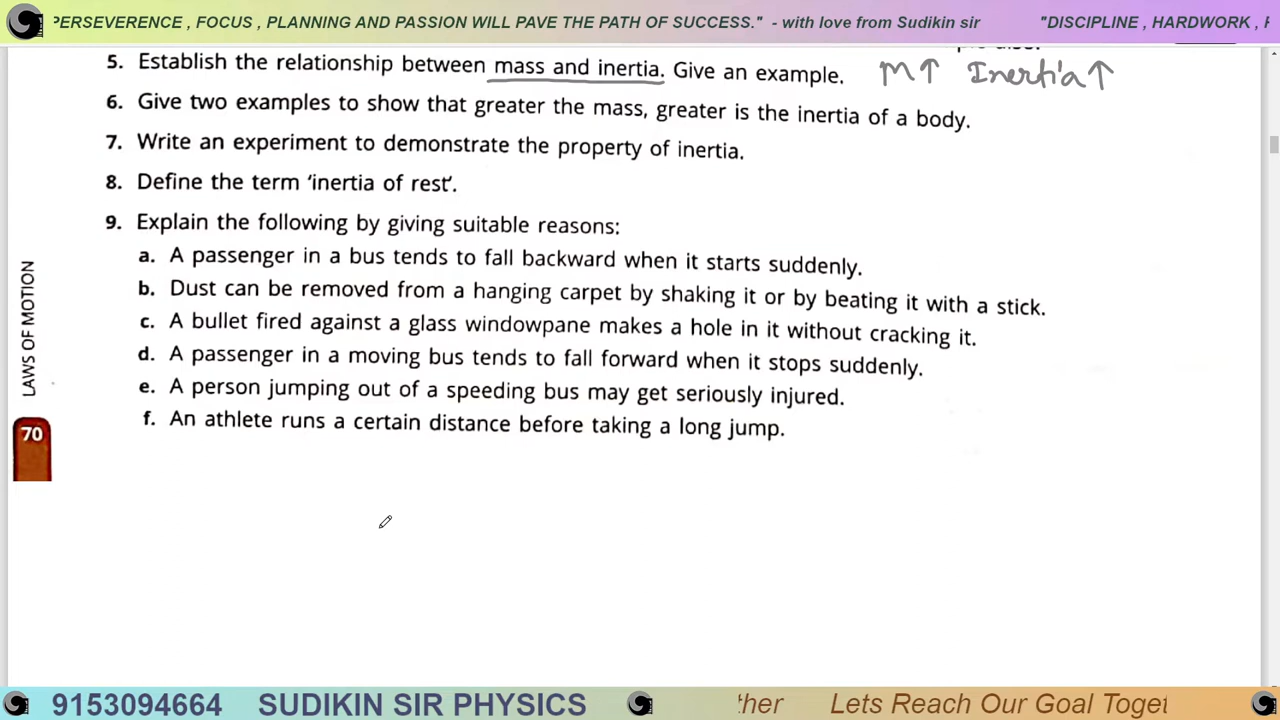 PERSEVERENCE , FOCUS , PLANNING AND PASSION WILL PAVE THE PATH OF SUCCESS." - with love from Sudikin sir "DISCIPLINE , HARDWORK ,
5. Establish the relationship between mass and inertia. Give an example. M↑ Inertia↑
6. Give two examples to show that greater the mass, greater is the inertia of a body.
7. Write an experiment to demonstrate the property of inertia.
8. Define the term 'inertia of rest'.
9. Explain the following by giving suitable reasons:
a. A passenger in a bus tends to fall backward when it starts suddenly.
b. Dust can be removed from a hanging carpet by shaking it or by beating it with a stick.
c. A bullet fired against a glass windowpane makes a hole in it without cracking it.
d. A passenger in a moving bus tends to fall forward when it stops suddenly.
e. A person jumping out of a speeding bus may get seriously injured.
f. An athlete runs a certain distance before taking a long jump.
LAWS OF MOTION
70
9153094664 SUDIKIN SIR PHYSICS ther Lets Reach Our Goal Toget